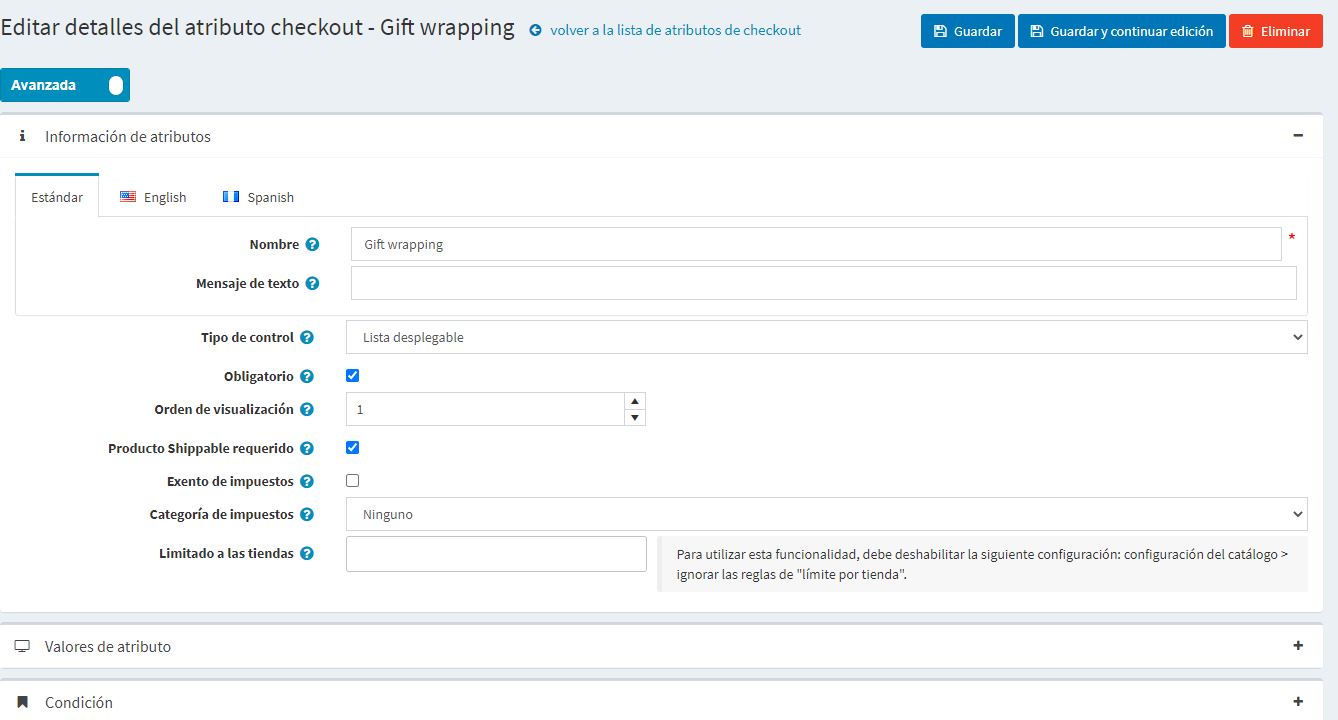 Editar detalles del atributo checkout - Gift wrapping volver a la lista de atributos de checkout Guardar Guardar y continuar edición Eliminar
Avanzada
Información de atributos
Estándar English Spanish
Nombre Gift wrapping *
Mensaje de texto
Tipo de control Lista desplegable
Obligatorio
Orden de visualización 1
Producto Shippable requerido
Exento de impuestos
Categoría de impuestos Ninguno
Limitado a las tiendas Para utilizar esta funcionalidad, debe deshabilitar la siguiente configuración: configuración del catálogo >
ignorar las reglas de "límite por tienda".
Valores de atributo
Condición